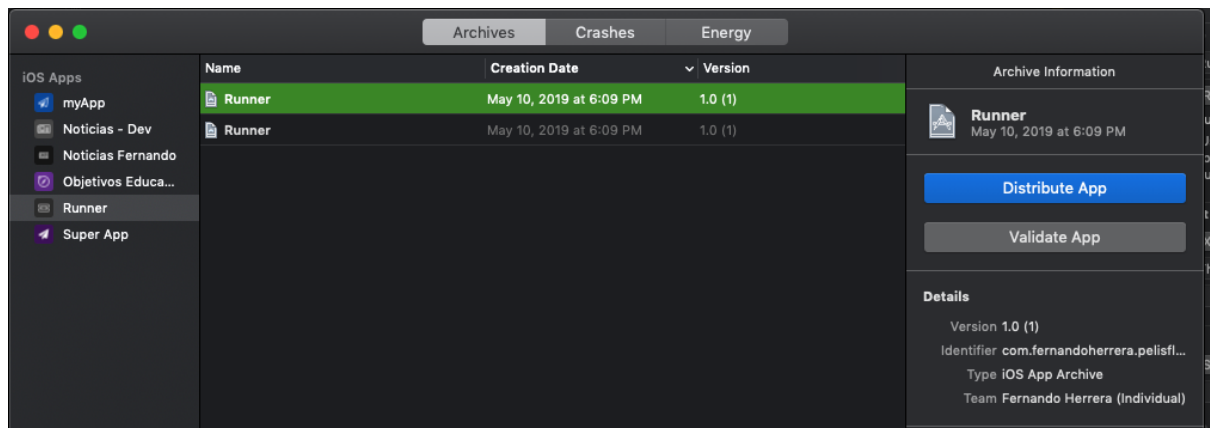 Archives Crashes Energy
iOS Apps
myApp
Noticias - Dev
Noticias Fernando
Objetivos Educa...
Runner
Super App
Name Creation Date Version
Runner May 10, 2019 at 6:09 PM 1.0 (1)
Runner May 10, 2019 at 6:09 PM 1.0 (1)
Archive Information
Runner
May 10, 2019 at 6:09 PM
Distribute App
Validate App
Details
Version 1.0 (1)
Identifier com.fernandoherrera.pelisfl...
Type iOS App Archive
Team Fernando Herrera (Individual)